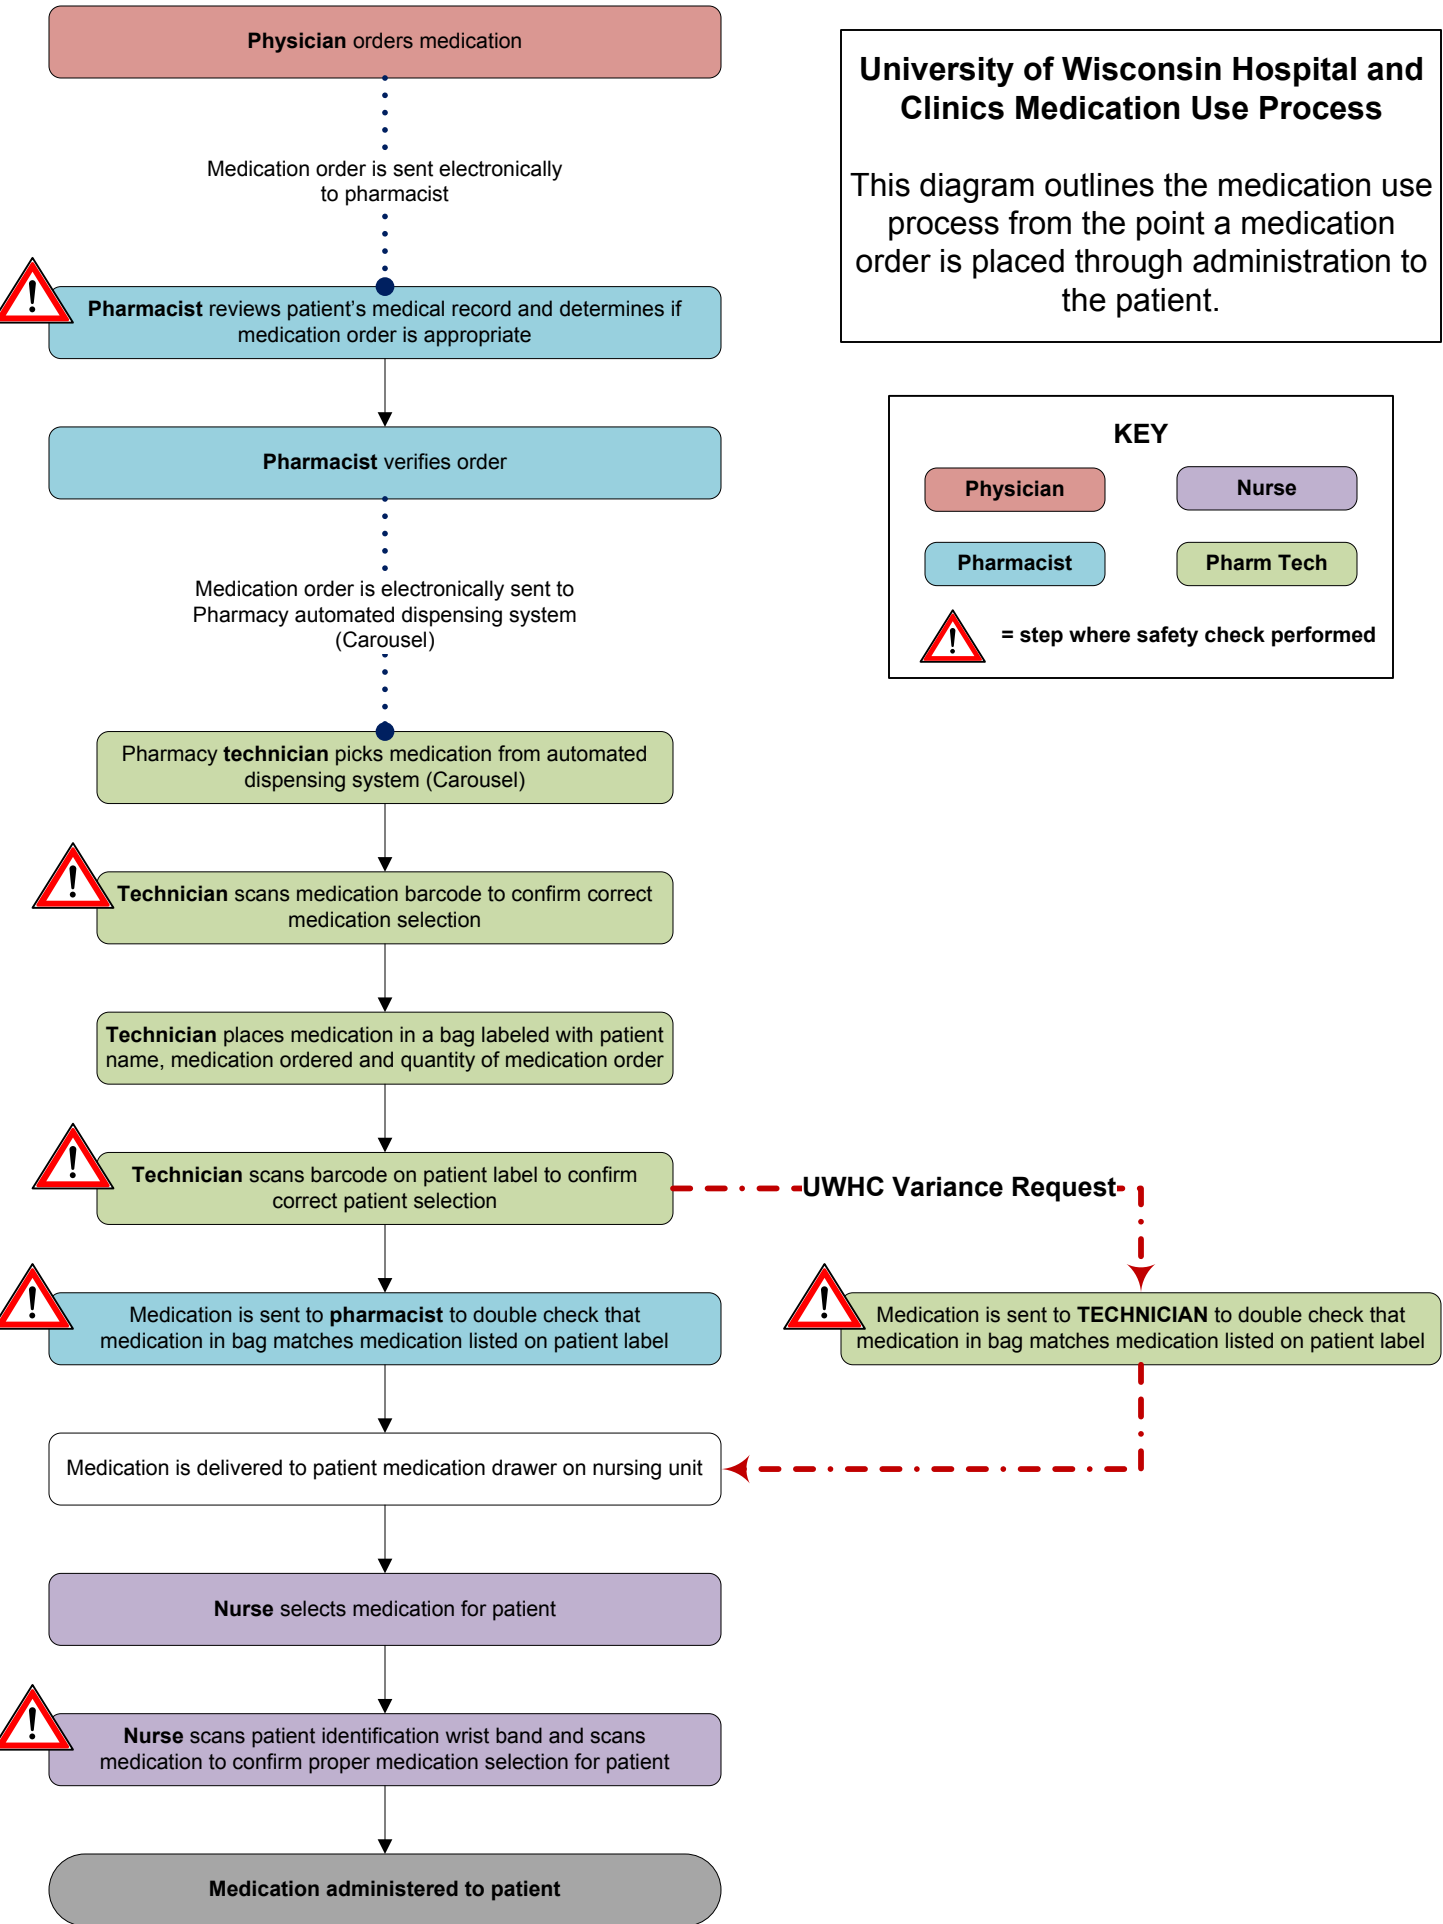 Physician orders medication
University of Wisconsin Hospital and
Clinics Medication Use Process
This diagram outlines the medication use
process from the point a medication
order is placed through administration to
the patient.
Medication order is sent electronically
to pharmacist
!
Pharmacist reviews patient's medical record and determines if
medication order is appropriate
KEY
Physician
Nurse
Pharmacist
Pharm Tech
!
= step where safety check performed
Pharmacist verifies order
Medication order is electronically sent to
Pharmacy automated dispensing system
(Carousel)
Pharmacy technician picks medication from automated
dispensing system (Carousel)
!
Technician scans medication barcode to confirm correct
medication selection
Technician places medication in a bag labeled with patient
name, medication ordered and quantity of medication order
!
Technician scans barcode on patient label to confirm
correct patient selection
UWHC Variance Request
!
Medication is sent to pharmacist to double check that
medication in bag matches medication listed on patient label
!
Medication is sent to TECHNICIAN to double check that
medication in bag matches medication listed on patient label
Medication is delivered to patient medication drawer on nursing unit
Nurse selects medication for patient
!
Nurse scans patient identification wrist band and scans
medication to confirm proper medication selection for patient
Medication administered to patient